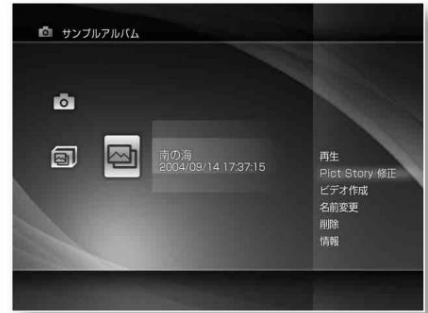 サンプルアルバム
南の海
2004/09/14 17:37:15
再生
Pict Story 修正
ビデオ作成
名前変更
削除
情報